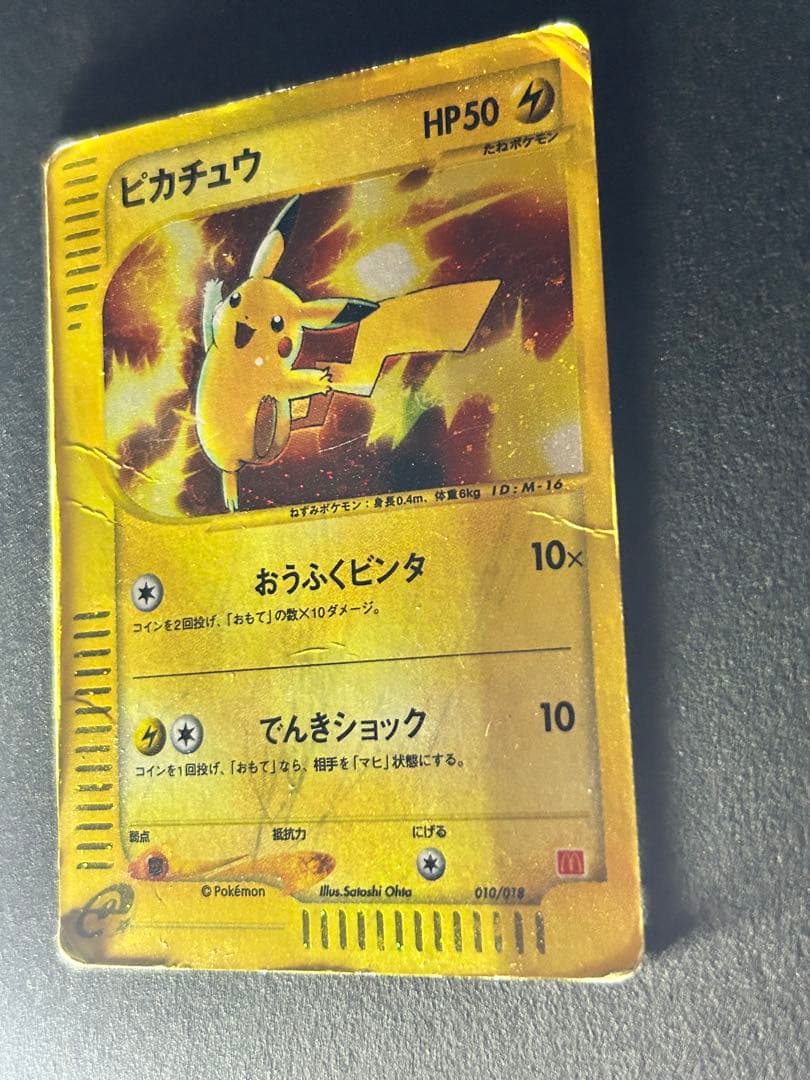 ピカチュウ
HP50
たねポケモン
ねずみポケモン：身長0.4m、体重6kg ID:M-16
おうふくビンタ 10×
コインを2回投げ、「おもて」の数×10ダメージ。
でんきショック 10
コインを1回投げ、「おもて」なら、相手を「マヒ」状態にする。
弱点 抵抗力 にげる
©Pokémon Illus.Satoshi Ohta 010/018